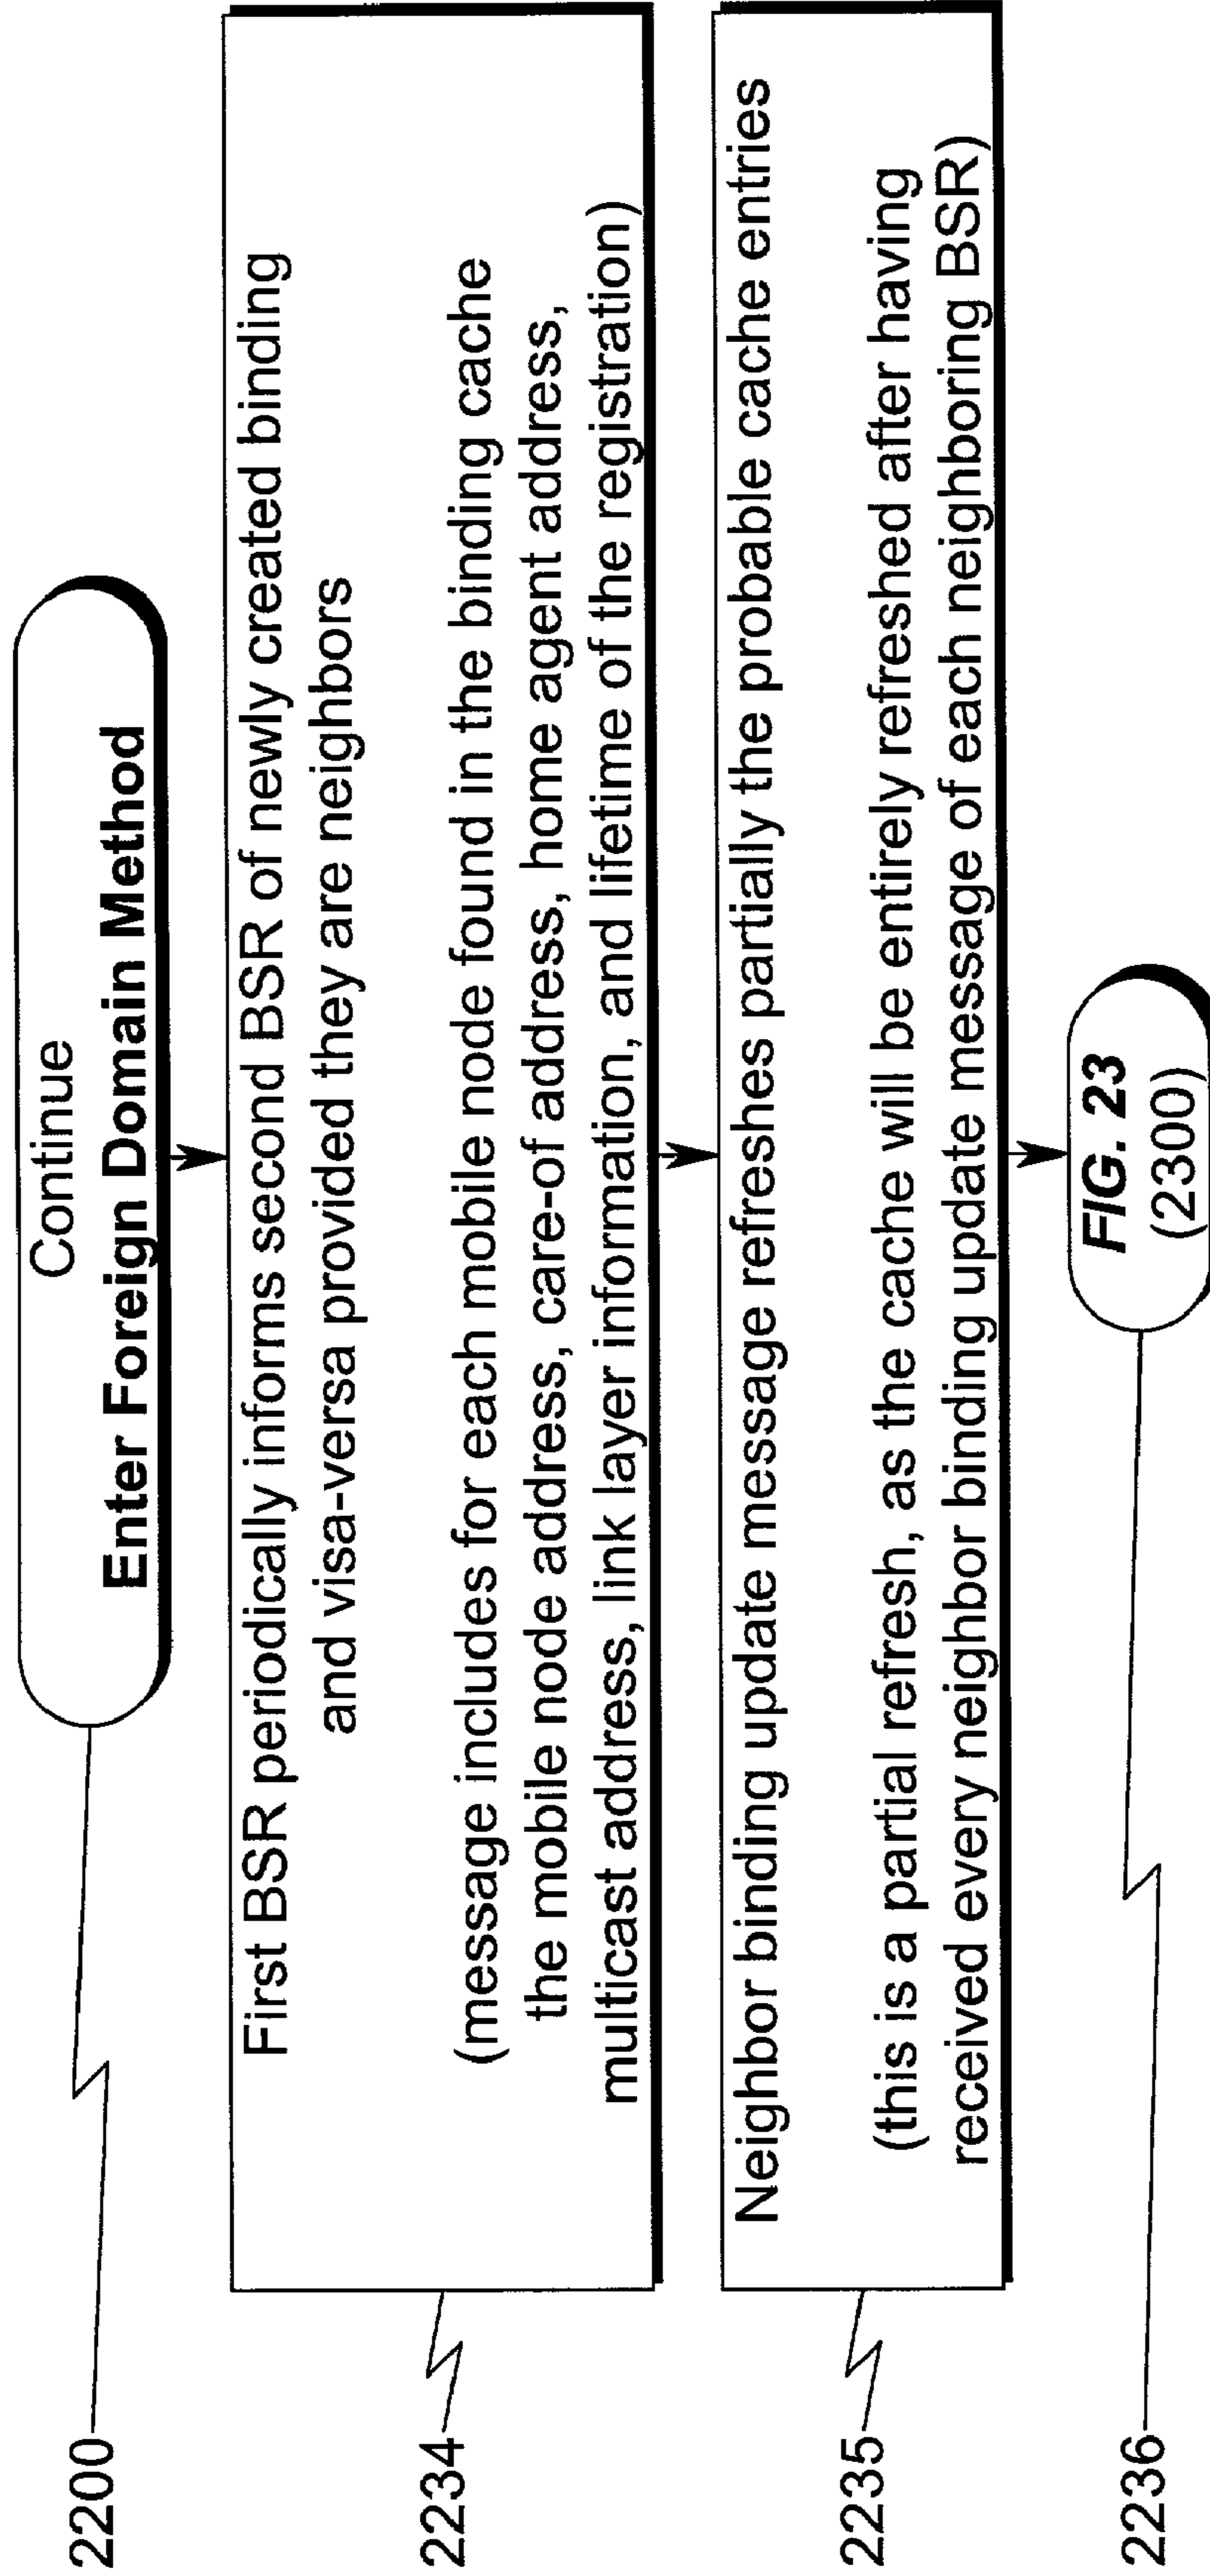 2200
Continue
Enter Foreign Domain Method
2234
First BSR periodically informs second BSR of newly created binding
and visa-versa provided they are neighbors
(message includes for each mobile node found in the binding cache
the mobile node address, care-of address, home agent address,
multicast address, link layer information, and lifetime of the registration)
2235
Neighbor binding update message refreshes partially the probable cache entries
(this is a partial refresh, as the cache will be entirely refreshed after having
received every neighbor binding update message of each neighboring BSR)
2236
FIG. 23
(2300)